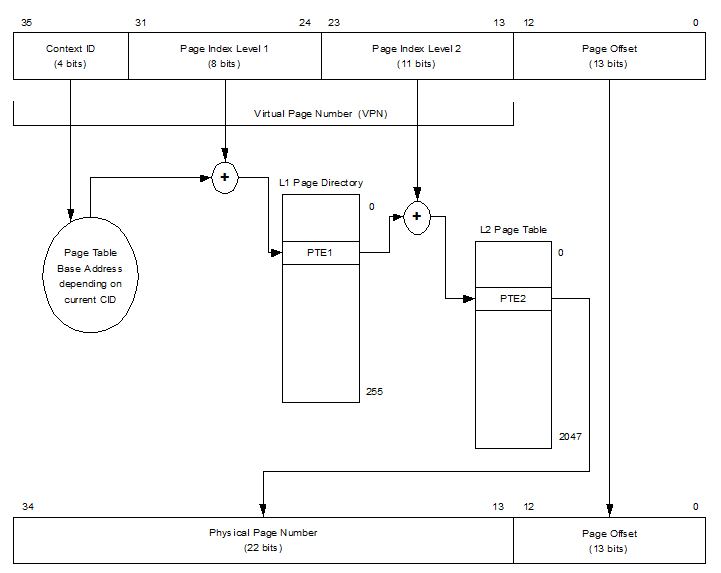 35 31 24 23 13 12 0
Context ID Page Index Level 1 Page Index Level 2 Page Offset
(4 bits) (8 bits) (11 bits) (13 bits)
Virtual Page Number (VPN)
+
L1 Page Directory
0
+
L2 Page Table
Page Table
Base Address
depending on
current CID
PTE1
0
PTE2
255
2047
34 13 12 0
Physical Page Number Page Offset
(22 bits) (13 bits)